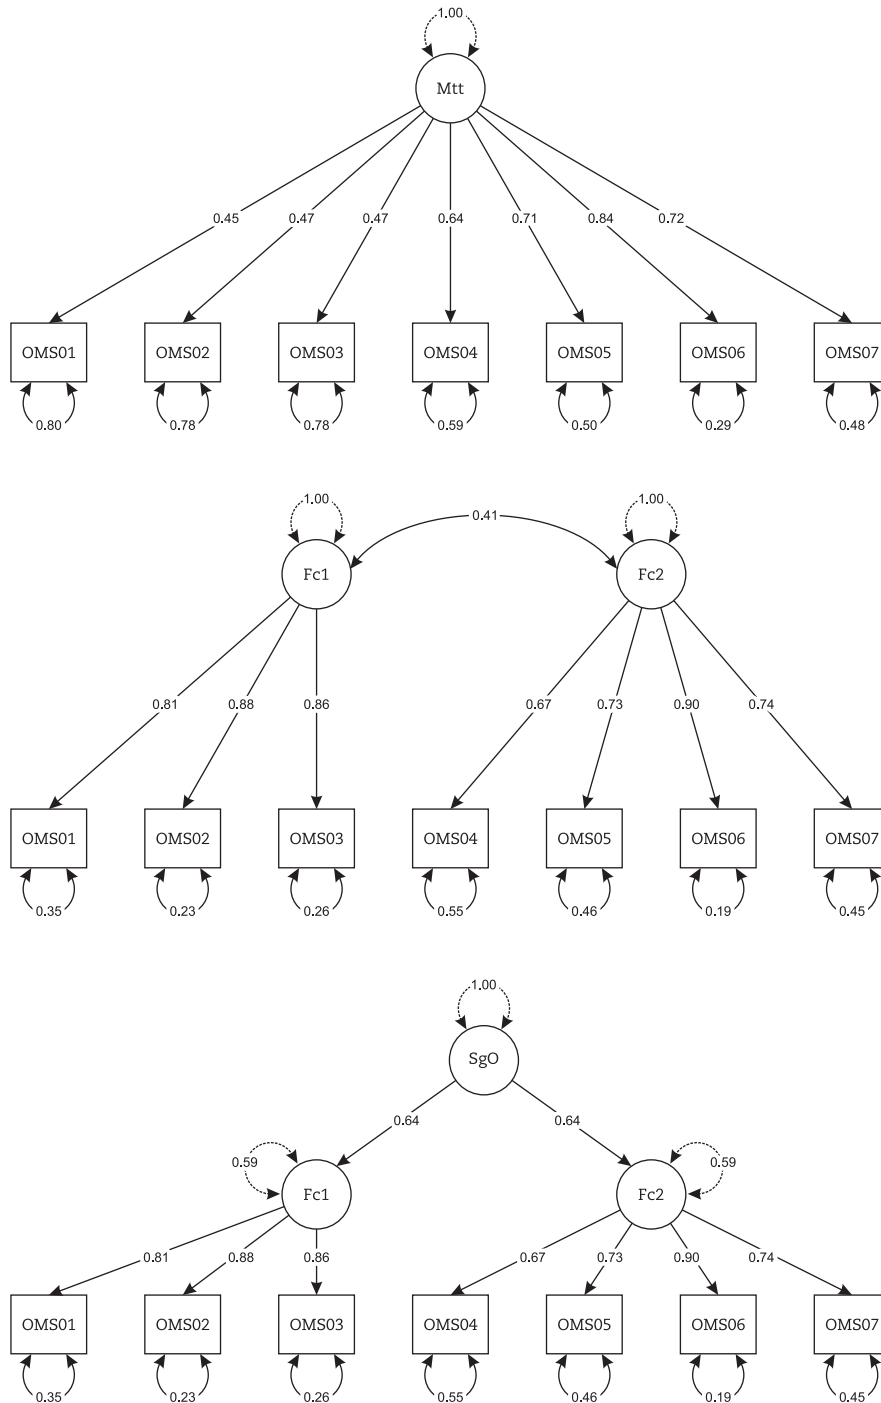 1.00
Mtt
0.45 0.47 0.47 0.64 0.71 0.84 0.72
OMS01 OMS02 OMS03 OMS04 OMS05 OMS06 OMS07
0.80 0.78 0.78 0.59 0.50 0.29 0.48
1.00 1.00
0.41
Fc1 Fc2
0.81 0.88 0.86 0.67 0.73 0.90 0.74
OMS01 OMS02 OMS03 OMS04 OMS05 OMS06 OMS07
0.35 0.23 0.26 0.55 0.46 0.19 0.45
1.00
SgO
0.64 0.64
0.59 0.59
Fc1 Fc2
0.81 0.88 0.86 0.67 0.73 0.90 0.74
OMS01 OMS02 OMS03 OMS04 OMS05 OMS06 OMS07
0.35 0.23 0.26 0.55 0.46 0.19 0.45